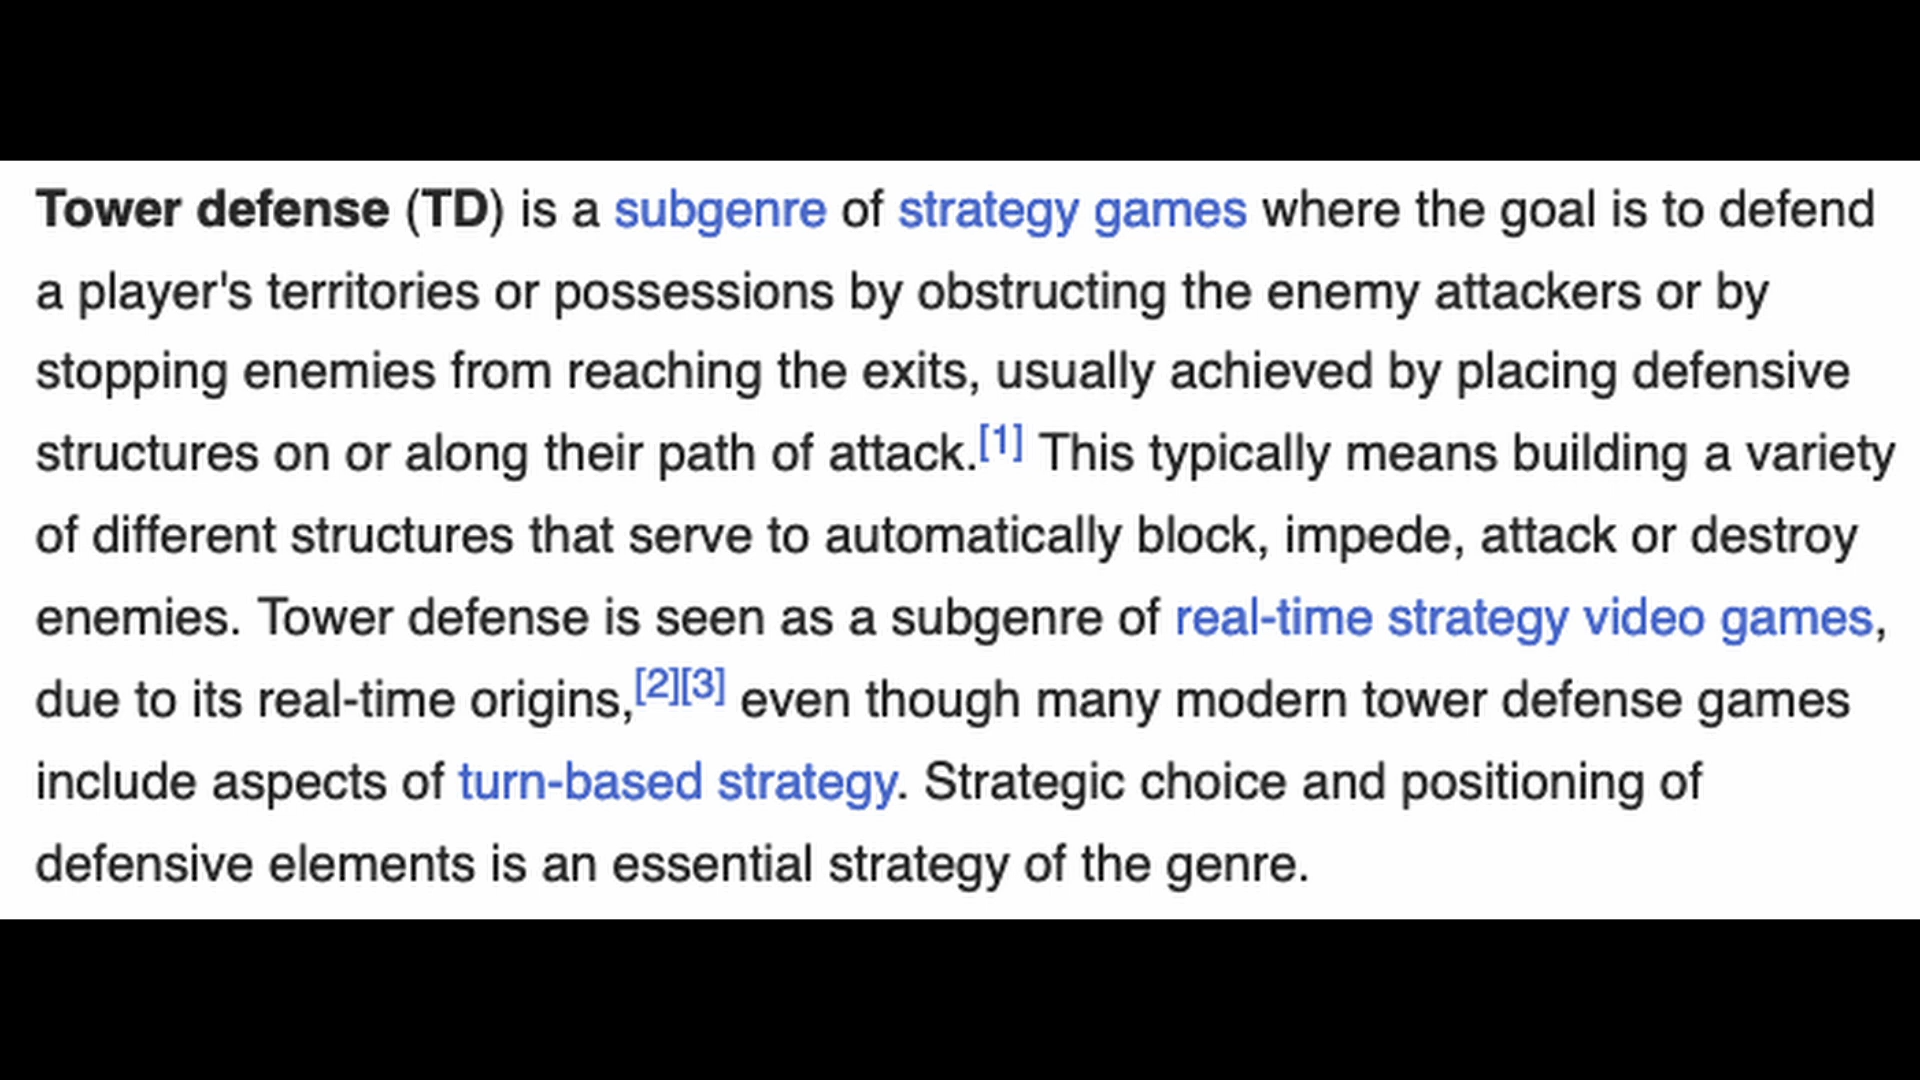 Tower defense (TD) is a subgenre of strategy games where the goal is to defend
a player's territories or possessions by obstructing the enemy attackers or by
stopping enemies from reaching the exits, usually achieved by placing defensive
structures on or along their path of attack.[1] This typically means building a variety
of different structures that serve to automatically block, impede, attack or destroy
enemies. Tower defense is seen as a subgenre of real-time strategy video games,
due to its real-time origins,[2][3] even though many modern tower defense games
include aspects of turn-based strategy. Strategic choice and positioning of
defensive elements is an essential strategy of the genre.